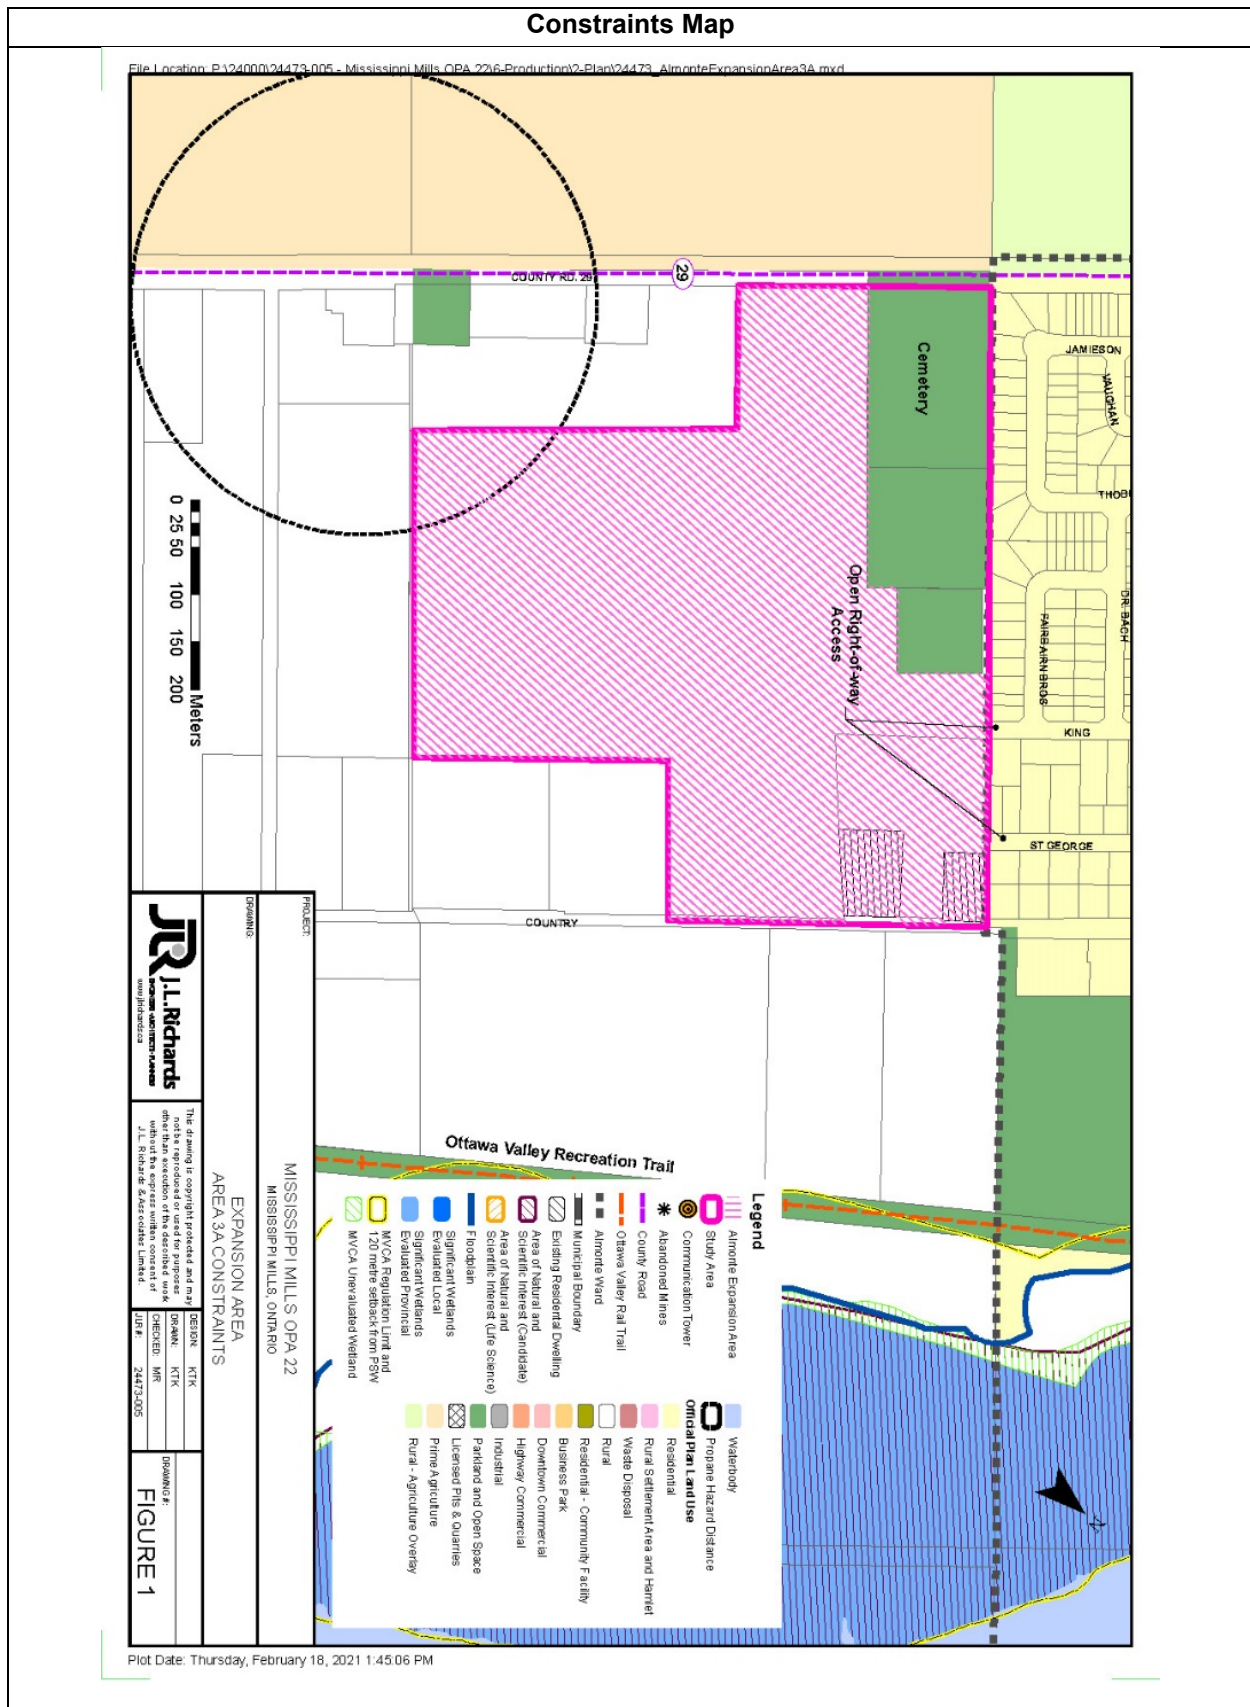 Constraints Map
File Location: P:\24000\24473-005 - Mississippi Mills OPA 22\6-Production\2-Plan\24473_AlmonteExpansionArea3A.mxd
COUNTY RD. 29
29
Cemetery
JAMIESON
VAUGHAN
FAIRBAIRN BROS
DR. BACH
KING
ST GEORGE
Open Right-of-way
Access
COUNTRY
Ottawa Valley Recreation Trail
0 25 50 100 150 200
Meters
N
Legend
Almonte Expansion Area
Study Area
Communication Tower
Abandoned Mines
County Road
Ottawa Valley Rail Trail
Almonte Ward
Municipal Boundary
Existing Residential Dwelling
Area of Natural and
Scientific Interest (Candidate)
Area of Natural and
Scientific Interest (Life Science)
Floodplain
Significant Wetlands
Evaluated Local
Significant Wetlands
Evaluated Provincial
MVCA Regulation Limit and
120 metre setback from PSW
MVCA Unevaluated Wetland
Waterbody
Propane Hazard Distance
Official Plan Land Use
Residential
Rural Settlement Area and Hamlet
Waste Disposal
Rural
Residential - Community Facility
Business Park
Downtown Commercial
Highway Commercial
Industrial
Parkland and Open Space
Licensed Pits & Quarries
Prime Agriculture
Rural - Agriculture Overlay
PROJECT:
MISSISSIPPI MILLS OPA 22
MISSISSIPPI MILLS, ONTARIO
DRAWING:
EXPANSION AREA
AREA 3A CONSTRAINTS
JLR
J.L.Richards
ENGINEERS·ARCHITECTS·PLANNERS
www.jlrichards.ca
This drawing is copyright protected and may
not be reproduced or used for purposes
other than execution of the described work
without the express written consent of
J.L. Richards & Associates Limited.
DESIGN: KTK
DRAWN: KTK
CHECKED: MR
JLR #: 24473-005
DRAWING #:
FIGURE 1
Plot Date: Thursday, February 18, 2021 1:45:06 PM